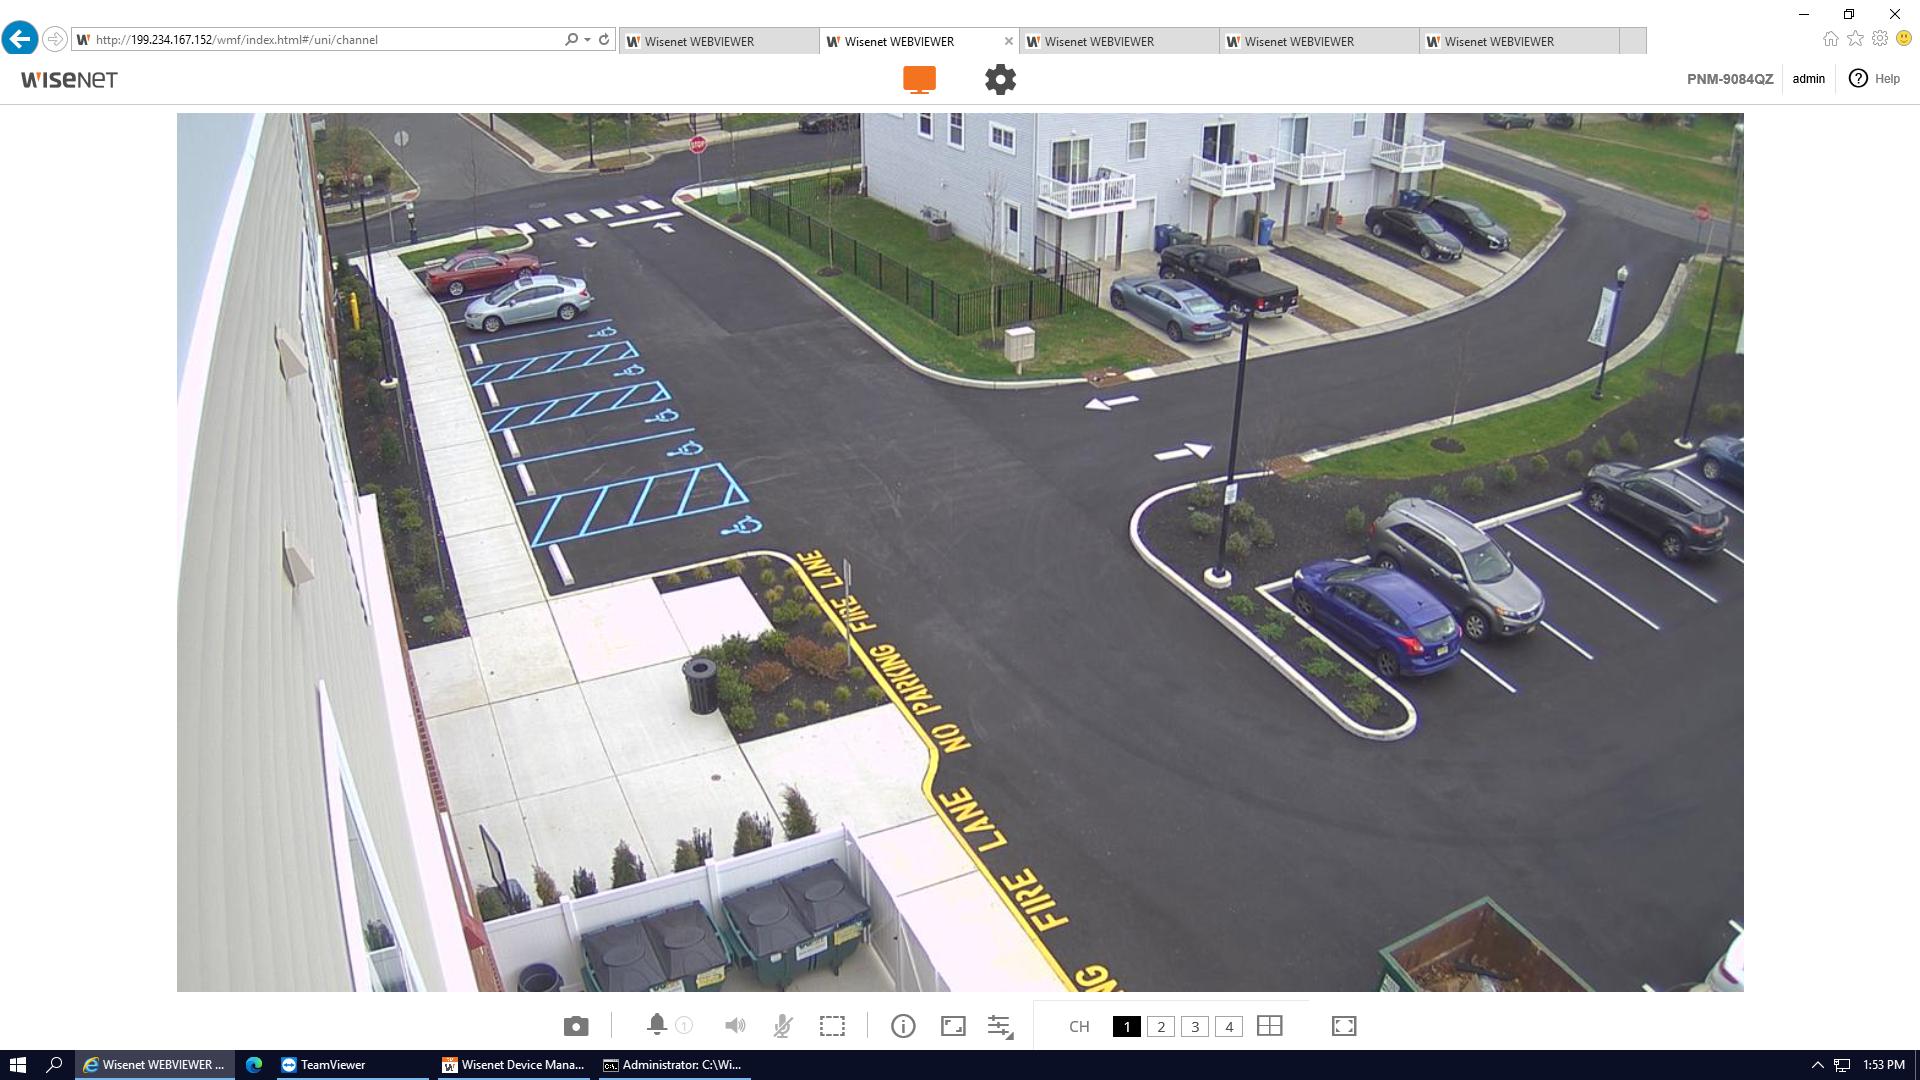 http://199.234.167.152/wmf/index.html#/uni/channel
Wisenet WEBVIEWER
Wisenet WEBVIEWER
Wisenet WEBVIEWER
Wisenet WEBVIEWER
Wisenet WEBVIEWER
WISENET
PNM-9084QZ
admin
Help
STOP
FIRE LANE
NO PARKING
FIRE LANE
NG
1
CH
1
2
3
4
Wisenet WEBVIEWER ...
TeamViewer
Wisenet Device Mana...
Administrator: C:\Wi...
1:53 PM